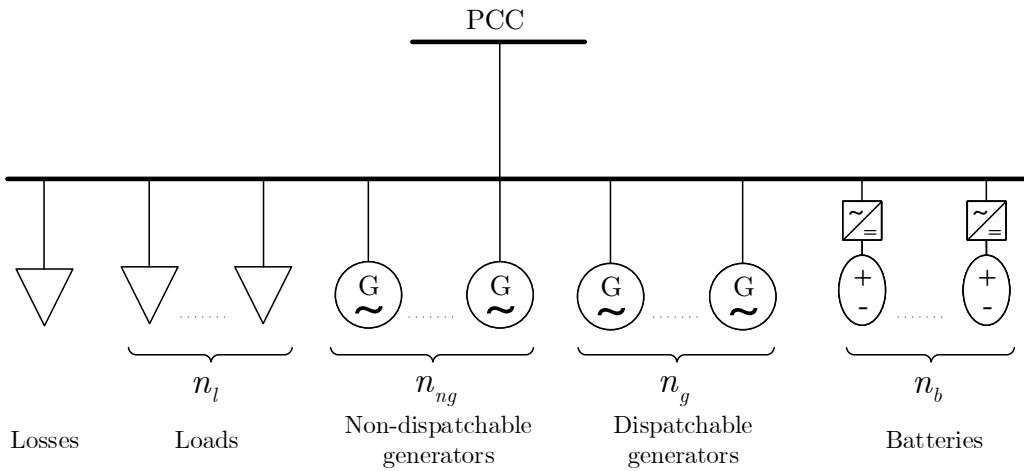 PCC
~
=
~
=
G
~
G
~
G
~
G
~
+
-
+
-
.......
.......
.......
.......
n_l
n_ng
n_g
n_b
Losses
Loads
Non-dispatchable
generators
Dispatchable
generators
Batteries